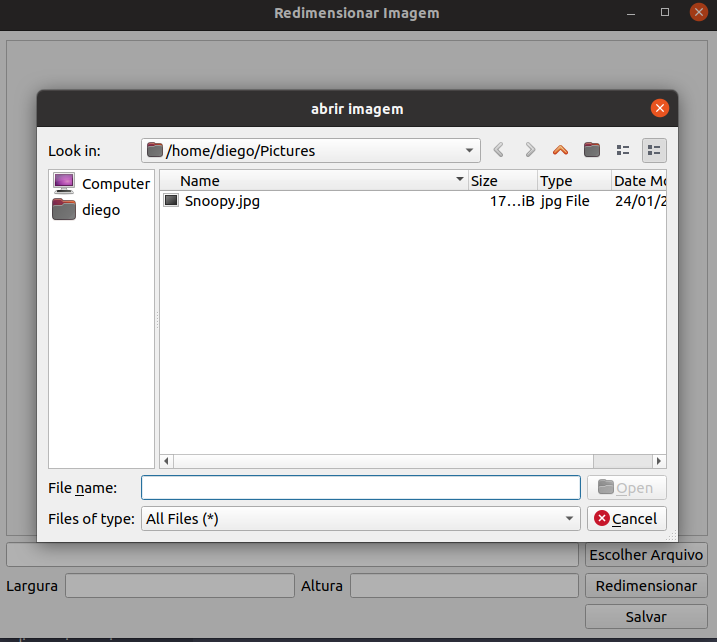 Redimensionar Imagem
abrir imagem
Look in: /home/diego/Pictures
Computer
diego
Name Size Type Date Mo
Snoopy.jpg 17...iB jpg File 24/01/2
File name: Open
Files of type: All Files (*) Cancel
Escolher Arquivo
Largura Altura Redimensionar
Salvar